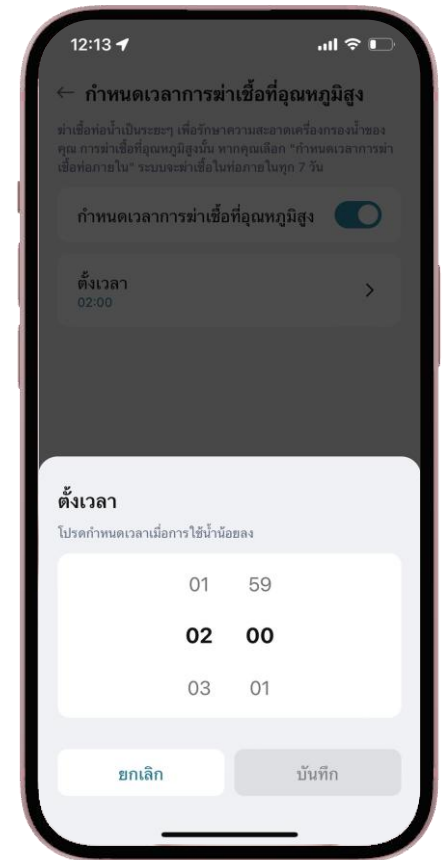 12:13
← กำหนดเวลาการฆ่าเชื้อที่อุณหภูมิสูง
ฆ่าเชื้อท่อน้ำเป็นระยะๆ เพื่อรักษาความสะอาดเครื่องกรองน้ำของ
คุณ การฆ่าเชื้อที่อุณหภูมิสูงนั้น หากคุณเลือก "กำหนดเวลาการฆ่า
เชื้อท่อภายใน" ระบบจะฆ่าเชื้อในท่อภายในทุก 7 วัน
กำหนดเวลาการฆ่าเชื้อที่อุณหภูมิสูง
ตั้งเวลา
02:00
ตั้งเวลา
โปรดกำหนดเวลาเมื่อการใช้น้ำน้อยลง
01 59
02 00
03 01
ยกเลิก บันทึก